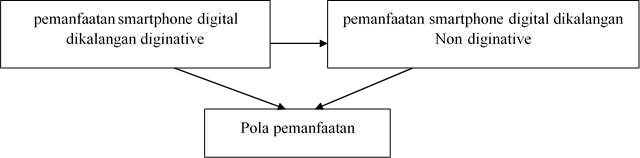 pemanfaatan smartphone digital
dikalangan diginative
pemanfaatan smartphone digital dikalangan
Non diginative
Pola pemanfaatan